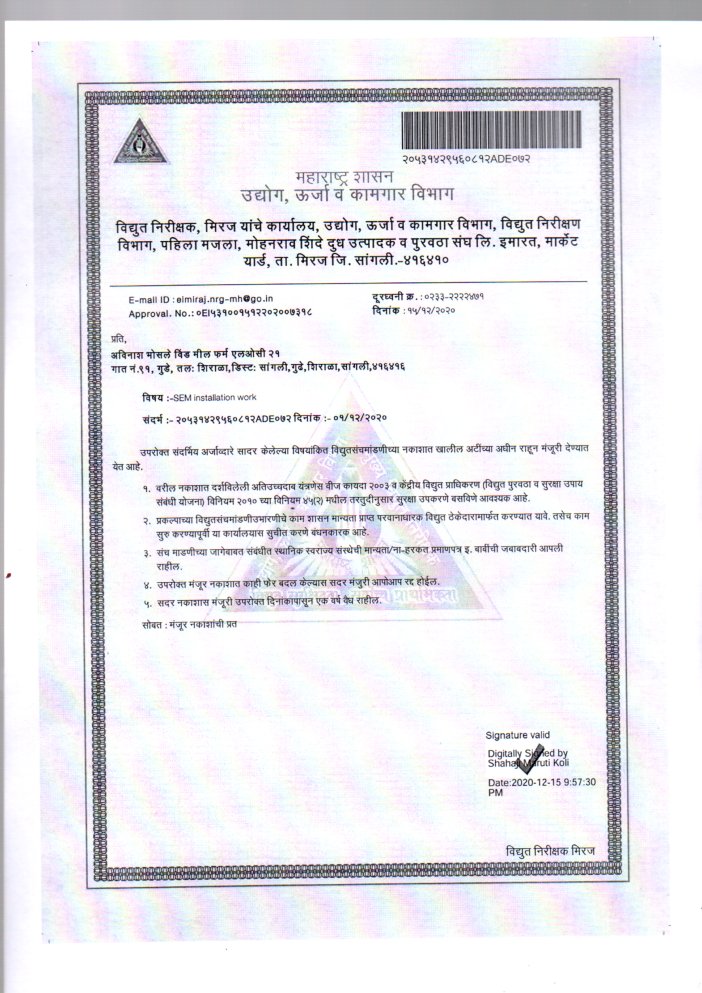 २०५३१४२९५६०८१२ADE०७२
महाराष्ट्र शासन
उद्योग, ऊर्जा व कामगार विभाग
विद्युत निरीक्षक, मिरज यांचे कार्यालय, उद्योग, ऊर्जा व कामगार विभाग, विद्युत निरीक्षण
विभाग, पहिला मजला, मोहनराव शिंदे दुध उत्पादक व पुरवठा संघ लि. इमारत, मार्केट
यार्ड, ता. मिरज जि. सांगली.-४१६४१०
E-mail ID : eimiraj.nrg-mh@go.in दूरध्वनी क्र. : ०२३३-२२२२४७१
Approval. No.: ०EI५३१००१५१२२०२००७३१८ दिनांक : १५/१२/२०२०
प्रति,
अविनाश भोसले विंड मील फर्म एलओसी २१
गात नं.९१, गुडे, तलः शिराळा,डिस्टः सांगली,गुढे,शिराळा,सांगली,४१६४१६
विषय :-SEM installation work
संदर्भ :- २०५३१४२९५६०८१२ADE०७२ दिनांक :- ०१/१२/२०२०
उपरोक्त संदर्भिय अर्जाव्दारे सादर केलेल्या विषयांकित विद्युतसंचमांडणीच्या नकाशात खालील अटींच्या अधीन राहून मंजूरी देण्यात
येत आहे.
१. वरील नकाशात दर्शविलेली अतिउच्चदाब यंत्रणेस वीज कायदा २००३ व केंद्रीय विद्युत प्राधिकरण (विद्युत पुरवठा व सुरक्षा उपाय
संबंधी योजना) विनियम २०१० च्या विनियम ४५(२) मधील तरतुदीनुसार सुरक्षा उपकरणे बसविणे आवश्यक आहे.
२. प्रकल्पाच्या विद्युतसंचमांडणीउभारणीचे काम शासन मान्यता प्राप्त परवानाधारक विद्युत ठेकेदारामार्फत करण्यात यावे. तसेच काम
सुरु करण्यापूर्वी या कार्यालयास सुचीत करणे बंधनकारक आहे.
३. संच माडणीच्या जागेबाबत संबंधीत स्थानिक स्वराज्य संस्थेची मान्यता/ना-हरकत प्रमाणपत्र इ. बाबींची जबाबदारी आपली
राहील.
४. उपरोक्त मंजूर नकाशात काही फेर बदल केल्यास सदर मंजुरी आपोआप रद्द होईल.
५. सदर नकाशास मंजूरी उपरोक्त दिनांकापासुन एक वर्ष वैध राहील.
सोबत : मंजूर नकाशांची प्रत
Signature valid
Digitally Signed by
Shahaji Maruti Koli
Date:2020-12-15 9:57:30
PM
विद्युत निरीक्षक मिरज